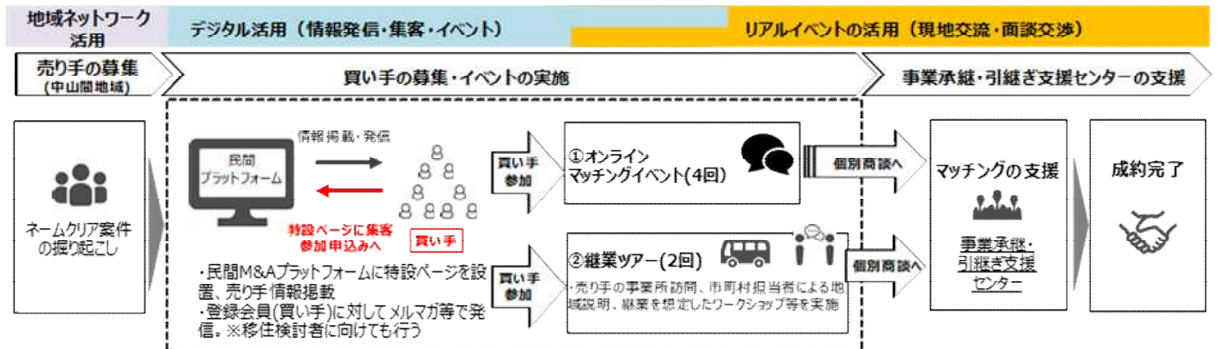 地域ネットワーク
活用
デジタル活用（情報発信・集客・イベント）
リアルイベントの活用（現地交流・面談交渉）
売り手の募集
(中山間地域)
買い手の募集・イベントの実施
事業承継・引継ぎ支援センターの支援
ネームクリア案件
の掘り起こし
民間
プラットフォーム
情報掲載・発信
特設ページに集客
参加申込みへ
買い手
・民間M&Aプラットフォームに特設ページを設
置、売り手情報掲載
・登録会員(買い手)に対してメルマガ等で発
信。※移住検討者に向けても行う
買い手
参加
①オンライン
マッチングイベント(4回)
個別商談へ
買い手
参加
②継業ツアー(2回)
・売り手の事業所訪問、市町村担当者による地
域説明、継業を想定したワークショップ等を実施
個別商談へ
マッチングの支援
事業承継・
引継ぎ支援
センター
成約完了